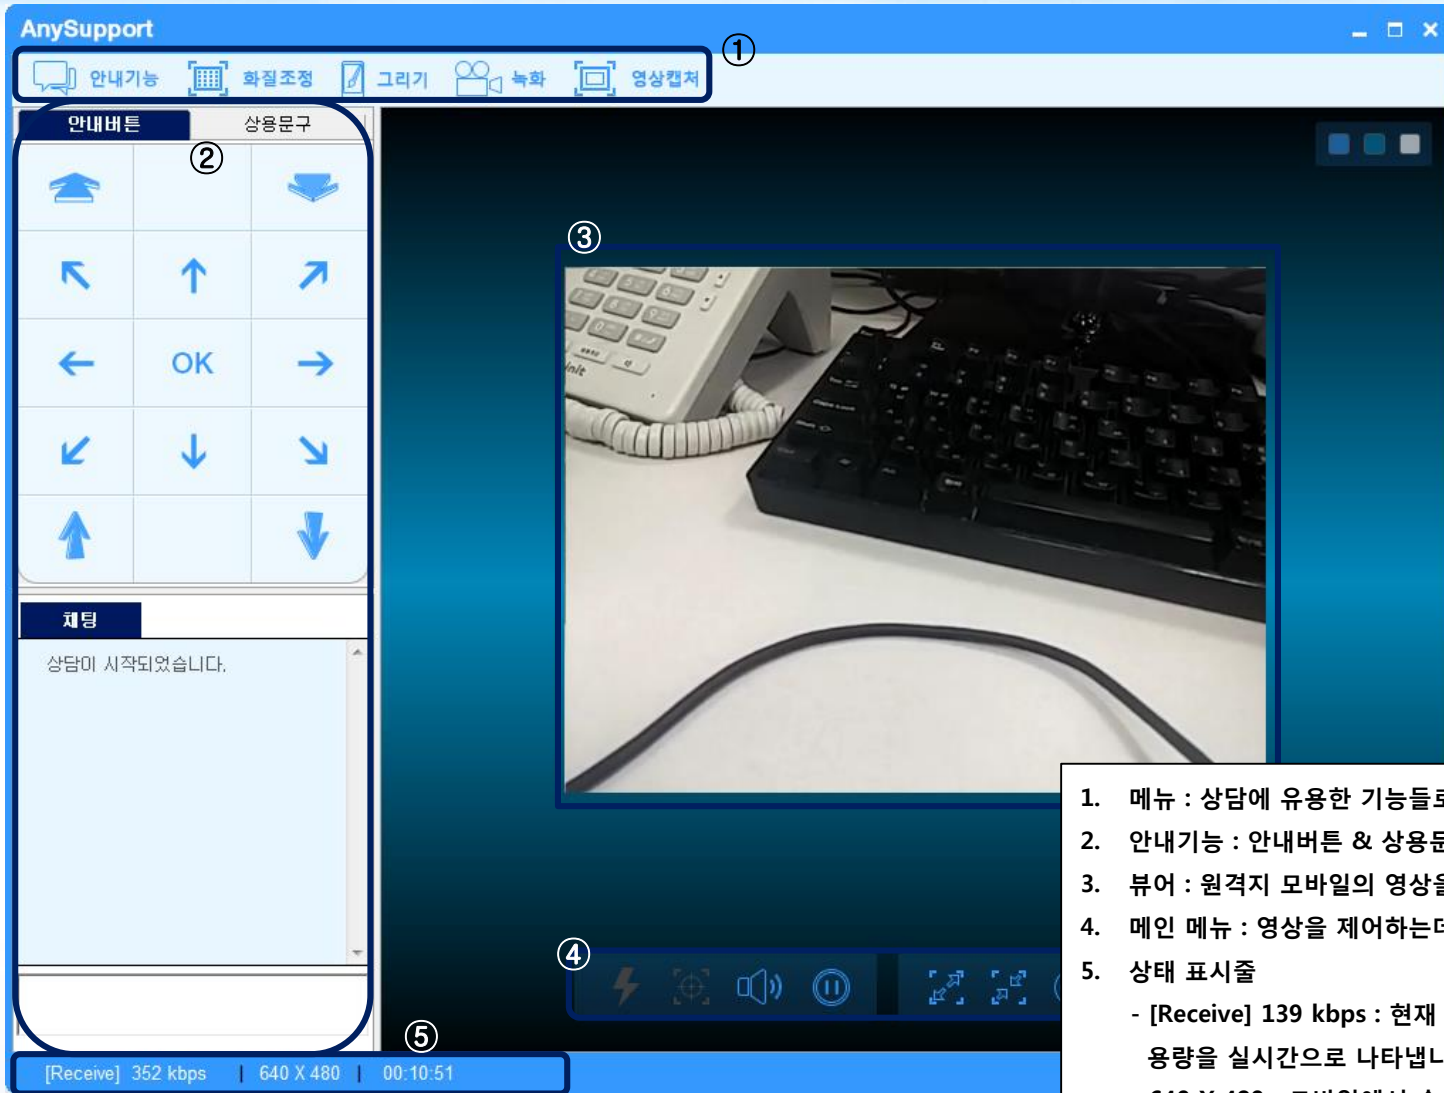 AnySupport
①
안내기능 화질조정 그리기 녹화 영상캡처
안내버튼 상용문구
②
OK
채팅
상담이 시작되었습니다.
③
④
⑤
[Receive] 352 kbps | 640 X 480 | 00:10:51
1. 메뉴 : 상담에 유용한 기능들로
2. 안내기능 : 안내버튼 & 상용문
3. 뷰어 : 원격지 모바일의 영상을
4. 메인 메뉴 : 영상을 제어하는데
5. 상태 표시줄
- [Receive] 139 kbps : 현재
용량을 실시간으로 나타냅니